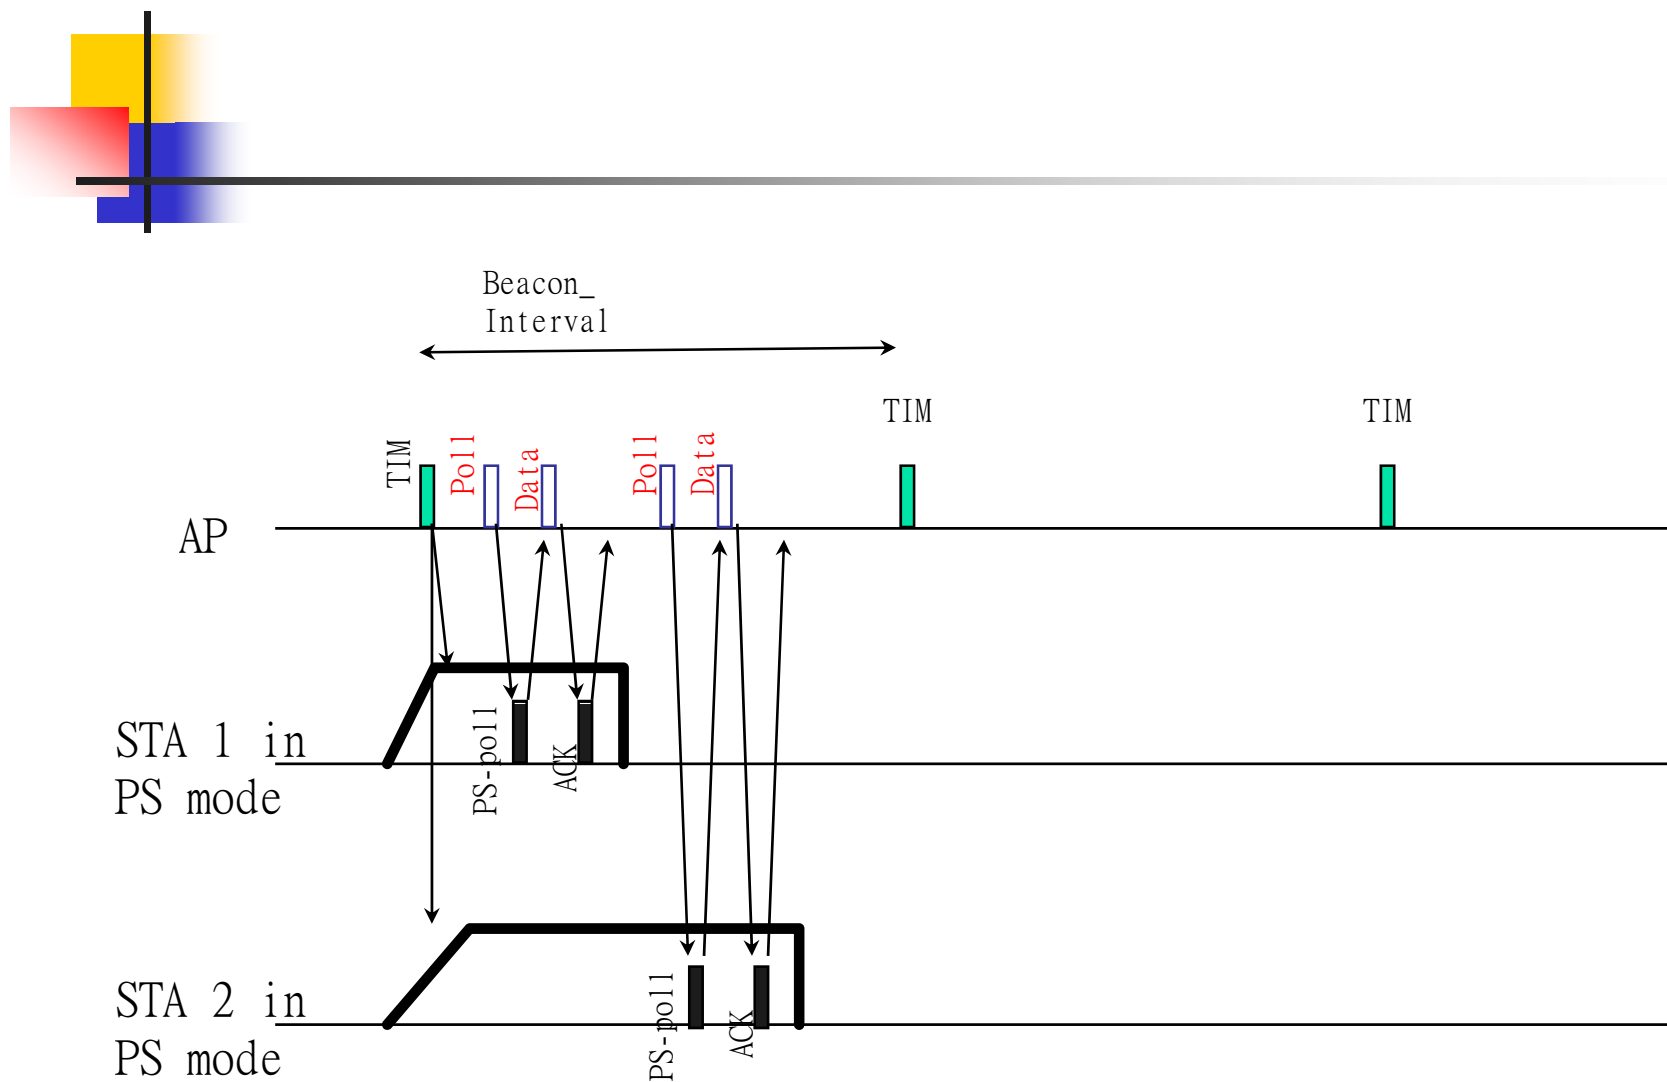 Beacon_
Interval
TIM
TIM
TIM
Poll
Data
Poll
Data
AP
STA 1 in
PS mode
PS-poll
ACK
STA 2 in
PS mode
PS-poll
ACK